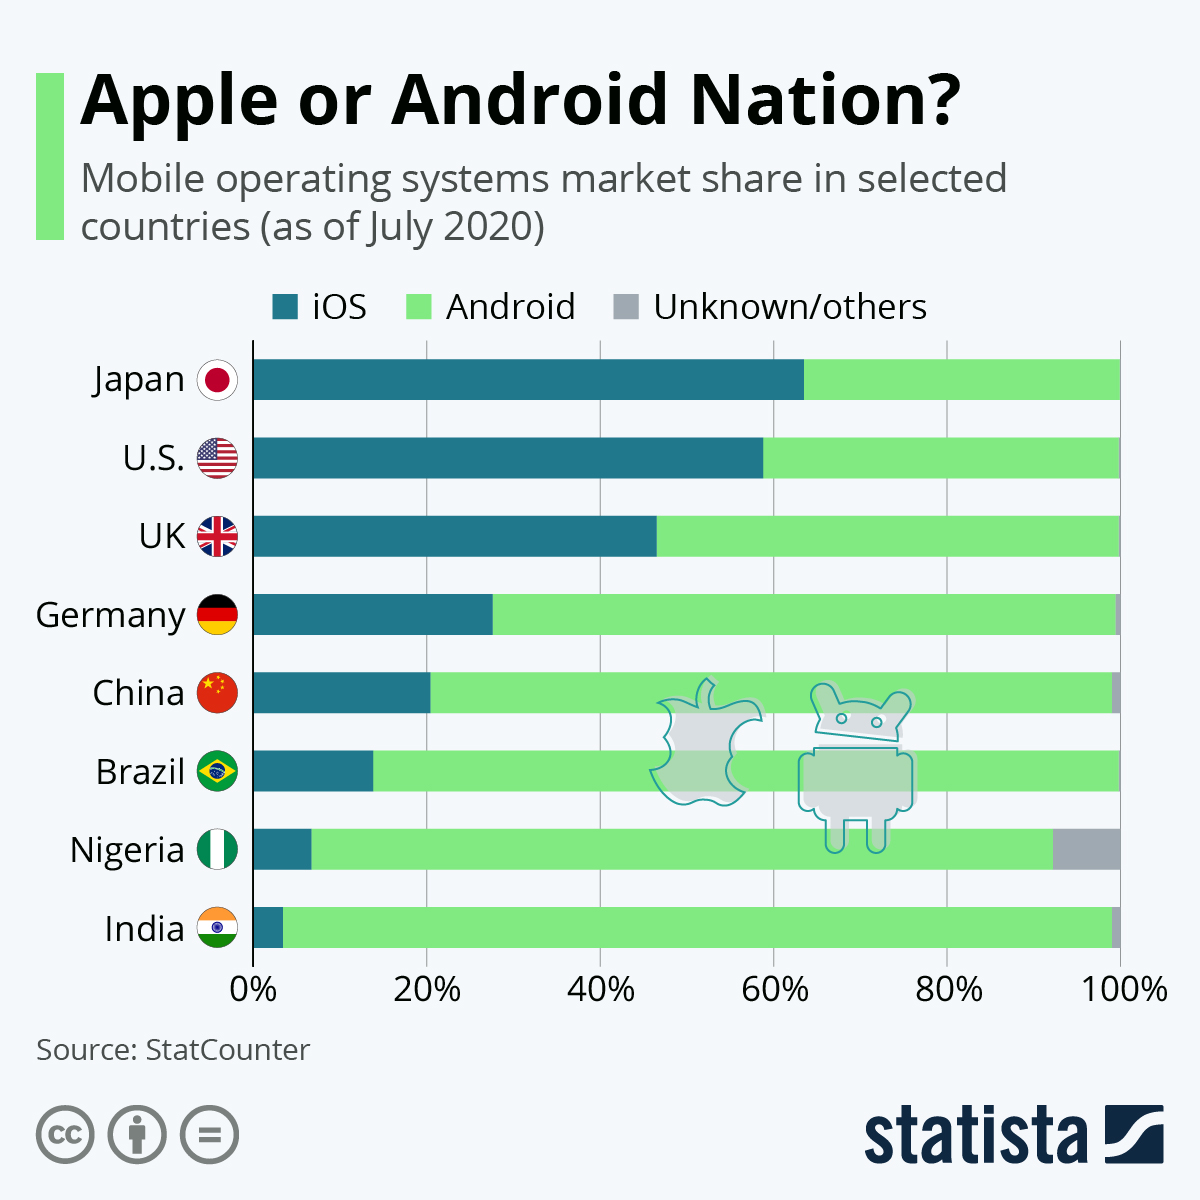 Apple or Android Nation?
Mobile operating systems market share in selected
countries (as of July 2020)
iOS Android Unknown/others
Japan
U.S.
UK
Germany
China
Brazil
Nigeria
India
0% 20% 40% 60% 80% 100%
Source: StatCounter
cc
statista